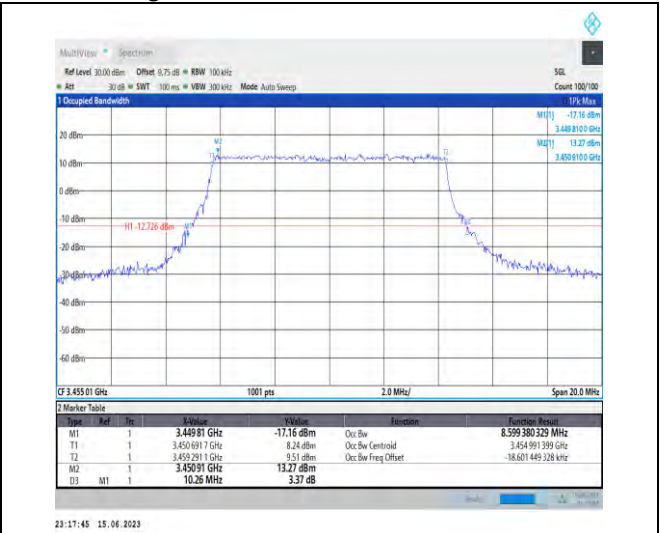 MultiView Spectrum
Ref Level 30.00 dBm Offset 9.75 dB RBW 100 kHz SGL
Att 30 dB SWT 100 ms VBW 300 kHz Mode Auto Sweep Count 100/100
1 Occupied Bandwidth 1Pk Max
M1[1] -17.16 dBm
3.449 8100 GHz
M2[1] 13.27 dBm
3.450 9100 GHz
20 dBm
M2
T1
T2
10 dBm
0 dBm
-10 dBm
H1 -12.726 dBm
-20 dBm
-30 dBm
-40 dBm
-50 dBm
-60 dBm
CF 3.455 01 GHz 1001 pts 2.0 MHz/ Span 20.0 MHz
2 Marker Table
Type Ref Trc X-Value Y-Value Function Function Result
M1 1 3.449 81 GHz -17.16 dBm Occ Bw 8.599 380 329 MHz
T1 1 3.450 691 7 GHz 8.24 dBm Occ Bw Centroid 3.454 991 399 GHz
T2 1 3.459 291 1 GHz 9.51 dBm Occ Bw Freq Offset -18.601 449 328 kHz
M2 1 3.450 91 GHz 13.27 dBm
D3 M1 1 10.26 MHz 3.37 dB
23:17:45 15.06.2023